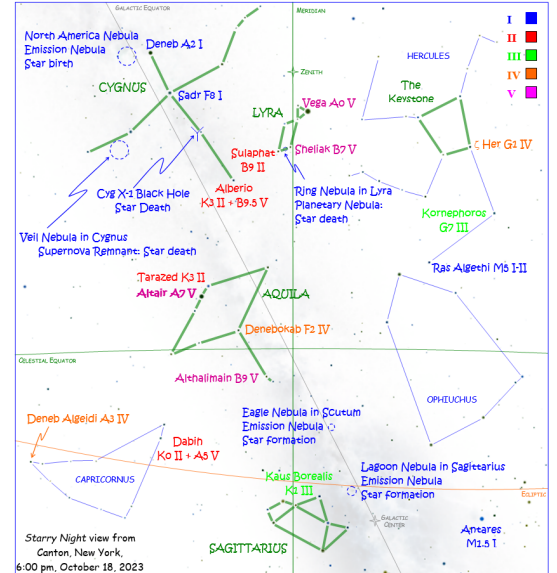 GALACTIC EQUATOR
MERIDIAN
I
II
III
IV
V
North America Nebula
Emission Nebula
Star birth
Deneb A2 I
HERCULES
ZENITH
CYGNUS
The
Keystone
Sadr F8 I
Vega A0 V
LYRA
ζ Her G1 IV
Sulaphat
B9 II
Sheliak B7 V
Cyg X-1 Black Hole
Star Death
Alberio
K3 II + B9.5 V
Ring Nebula in Lyra
Planetary Nebula:
Star death
Kornephoros
G7 III
Veil Nebula in Cygnus
Supernova Remnant: Star death
Ras Algethi M5 I-II
Tarazed K3 II
Altair A7 V
AQUILA
Denebokab F2 IV
CELESTIAL EQUATOR
Althalimain B9 V
OPHIUCHUS
Eagle Nebula in Scutum
Emission Nebula
Star formation
Deneb Algeidi A3 IV
Dabih
K0 II + A5 V
Lagoon Nebula in Sagittarius
Emission Nebula
Star formation
Kaus Borealis
K1 III
CAPRICORNUS
ECLIPTIC
GALACTIC
CENTER
Antares
M1.5 I
SAGITTARIUS
Starry Night view from
Canton, New York,
6:00 pm, October 18, 2023